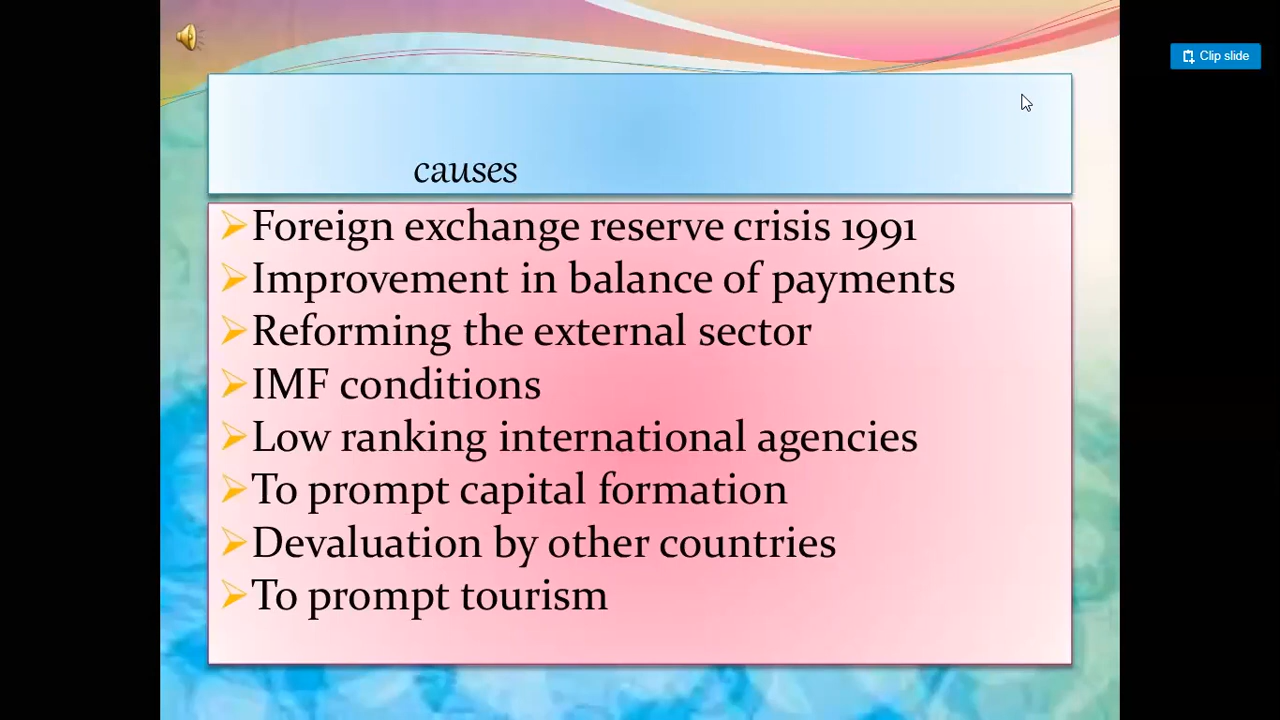 Clip slide
causes
Foreign exchange reserve crisis 1991
Improvement in balance of payments
Reforming the external sector
IMF conditions
Low ranking international agencies
To prompt capital formation
Devaluation by other countries
To prompt tourism